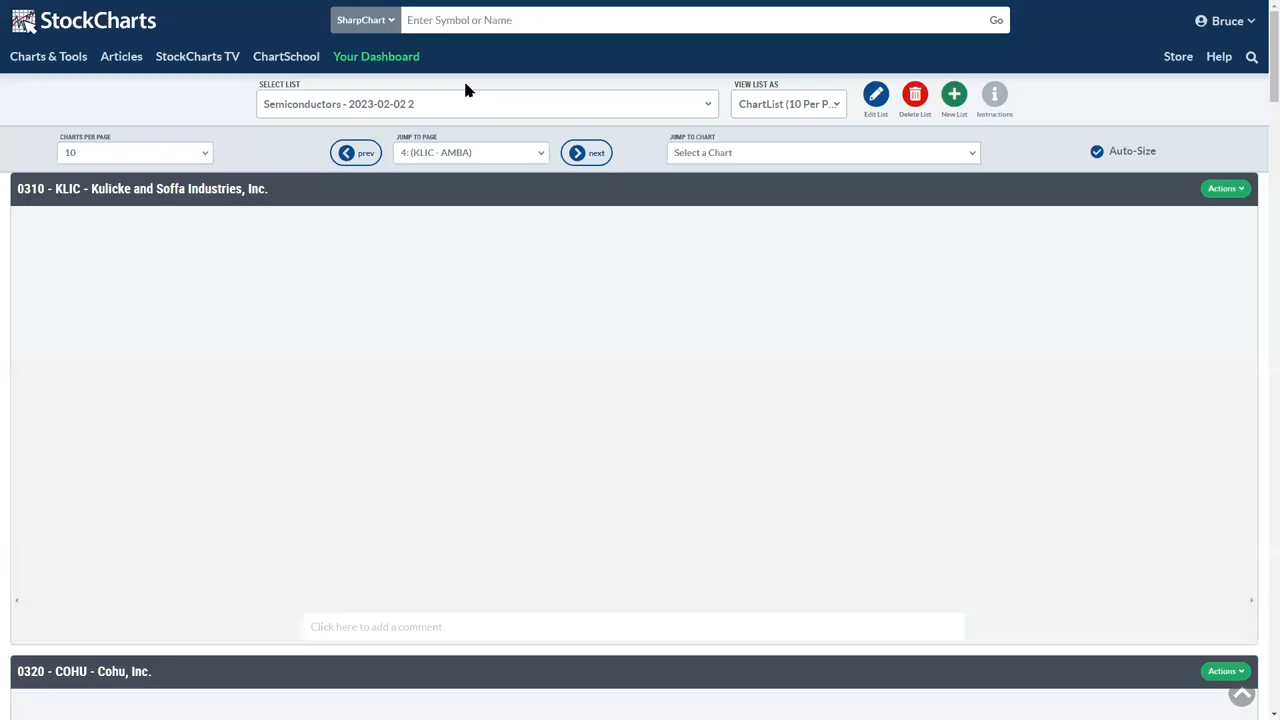 StockCharts
SharpChart
Enter Symbol or Name
Go
Bruce
Charts & Tools
Articles
StockCharts TV
ChartSchool
Your Dashboard
Store
Help
SELECT LIST
Semiconductors - 2023-02-02 2
VIEW LIST AS
ChartList (10 Per P...
Edit List
Delete List
New List
Instructions
CHARTS PER PAGE
10
prev
JUMP TO PAGE
4: (KLIC - AMBA)
next
JUMP TO CHART
Select a Chart
Auto-Size
0310 - KLIC - Kulicke and Soffa Industries, Inc.
Actions
Click here to add a comment
0320 - COHU - Cohu, Inc.
Actions